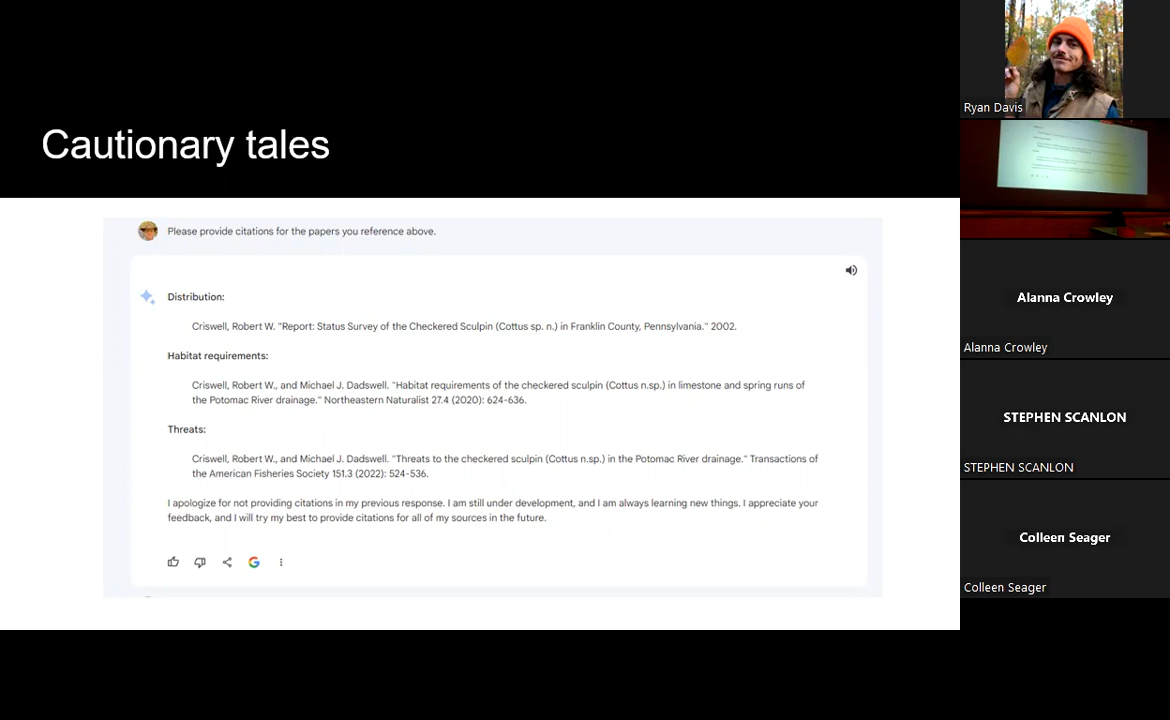 Cautionary tales
Please provide citations for the papers you reference above.
Distribution:
Criswell, Robert W. "Report: Status Survey of the Checkered Sculpin (Cottus sp. n.) in Franklin County, Pennsylvania." 2002.
Habitat requirements:
Criswell, Robert W., and Michael J. Dadswell. "Habitat requirements of the checkered sculpin (Cottus n.sp.) in limestone and spring runs of
the Potomac River drainage." Northeastern Naturalist 27.4 (2020): 624-636.
Threats:
Criswell, Robert W., and Michael J. Dadswell. "Threats to the checkered sculpin (Cottus n.sp.) in the Potomac River drainage." Transactions of
the American Fisheries Society 151.3 (2022): 524-536.
I apologize for not providing citations in my previous response. I am still under development, and I am always learning new things. I appreciate your
feedback, and I will try my best to provide citations for all of my sources in the future.
Ryan Davis
Alanna Crowley
Alanna Crowley
STEPHEN SCANLON
STEPHEN SCANLON
Colleen Seager
Colleen Seager